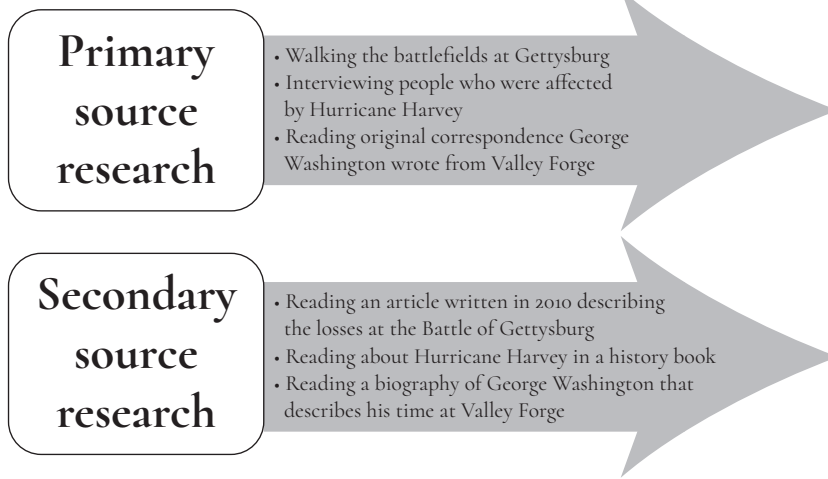 Primary
source
research
• Walking the battlefields at Gettysburg
• Interviewing people who were affected
by Hurricane Harvey
• Reading original correspondence George
Washington wrote from Valley Forge
Secondary
source
research
• Reading an article written in 2010 describing
the losses at the Battle of Gettysburg
• Reading about Hurricane Harvey in a history book
• Reading a biography of George Washington that
describes his time at Valley Forge